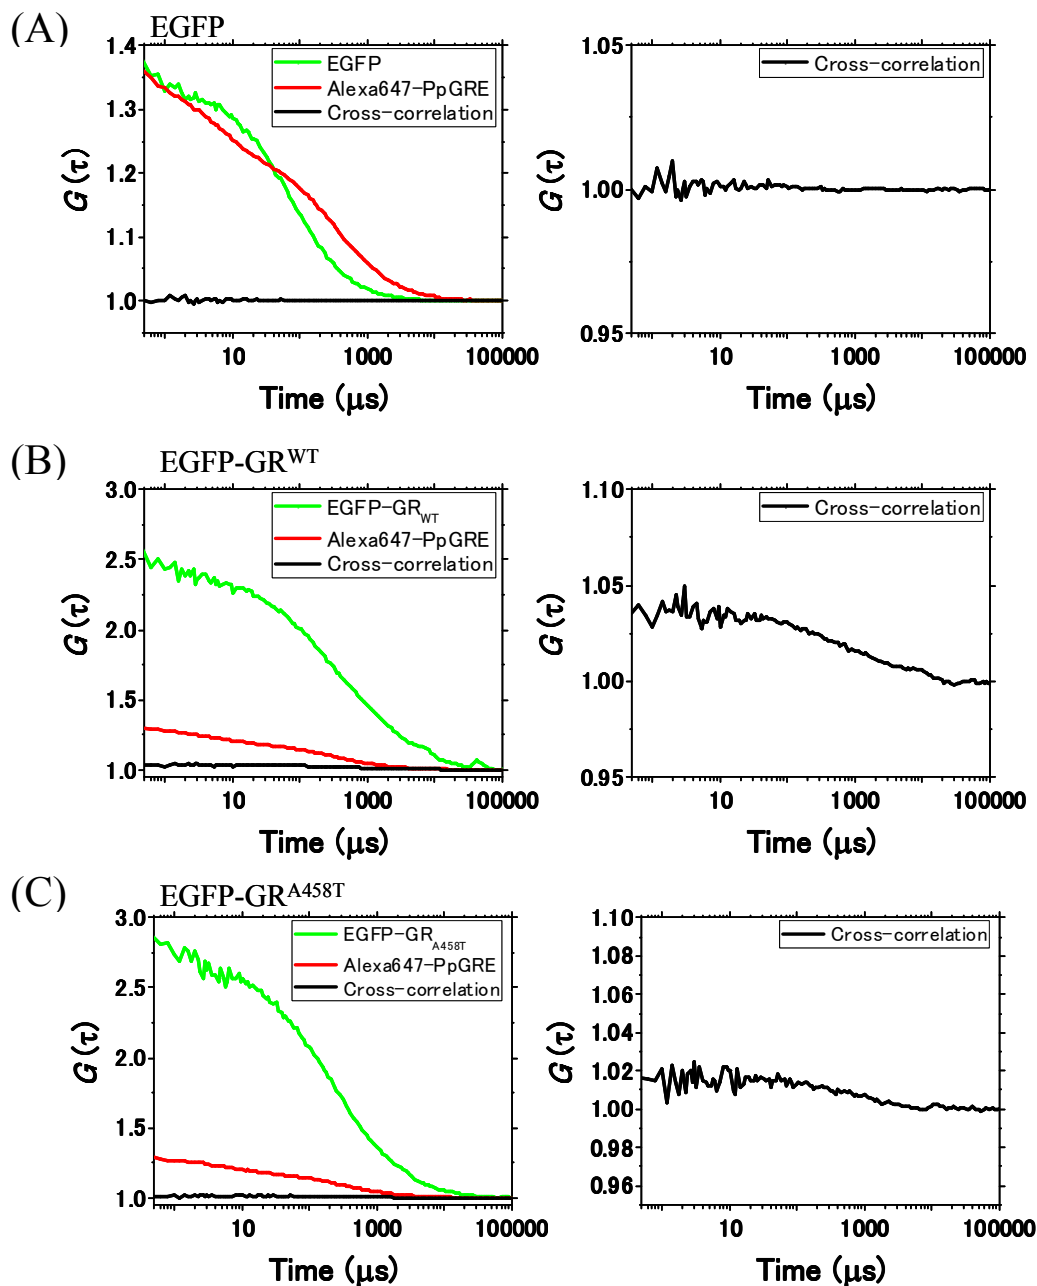 (A) EGFP
1.4
1.3
1.2
1.1
1.0
G(τ)
EGFP
Alexa647-PpGRE
Cross-correlation
10 1000 100000
Time (μs)
1.05
1.00
0.95
G(τ)
Cross-correlation
10 1000 100000
Time (μs)
(B) EGFP-GR^WT
3.0
2.5
2.0
1.5
1.0
G(τ)
EGFP-GR_WT
Alexa647-PpGRE
Cross-correlation
10 1000 100000
Time (μs)
1.10
1.05
1.00
0.95
G(τ)
Cross-correlation
10 1000 100000
Time (μs)
(C) EGFP-GR^A458T
3.0
2.5
2.0
1.5
1.0
G(τ)
EGFP-GR_A458T
Alexa647-PpGRE
Cross-correlation
10 1000 100000
Time (μs)
1.10
1.08
1.06
1.04
1.02
1.00
0.98
0.96
G(τ)
Cross-correlation
10 1000 100000
Time (μs)